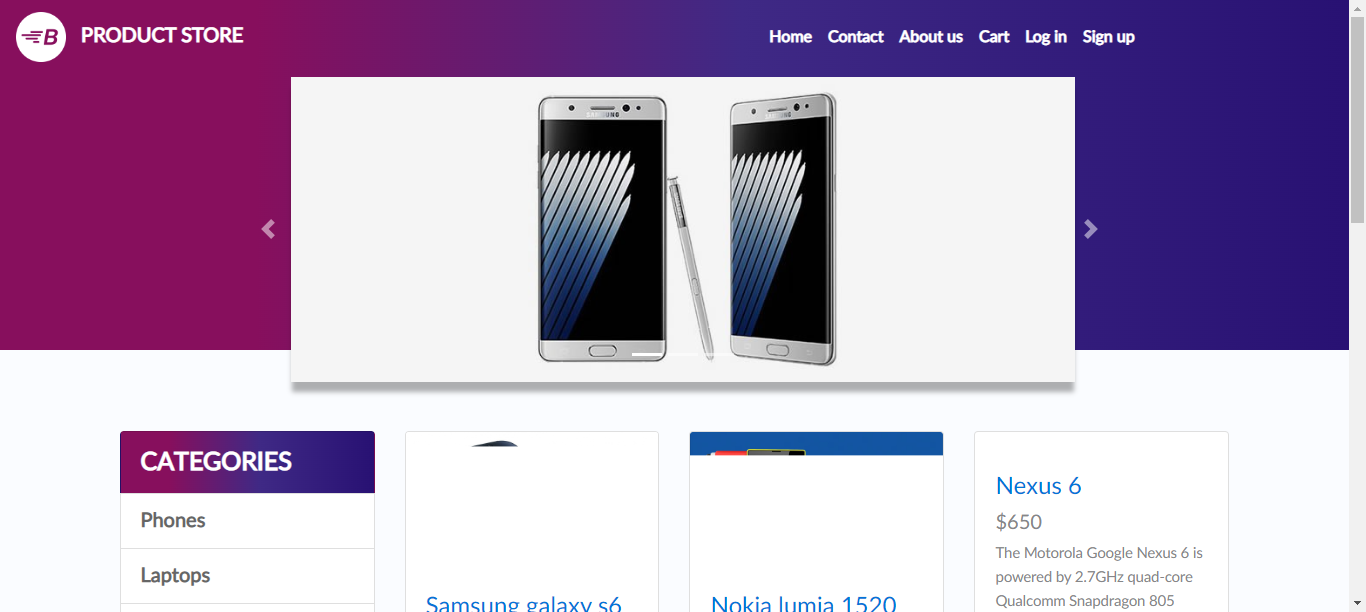 B PRODUCT STORE
Home Contact About us Cart Log in Sign up
SAMSUNG SAMSUNG
CATEGORIES
Phones
Laptops
Samsung galaxy s6
Nokia lumia 1520
Nexus 6
$650
The Motorola Google Nexus 6 is
powered by 2.7GHz quad-core
Qualcomm Snapdragon 805